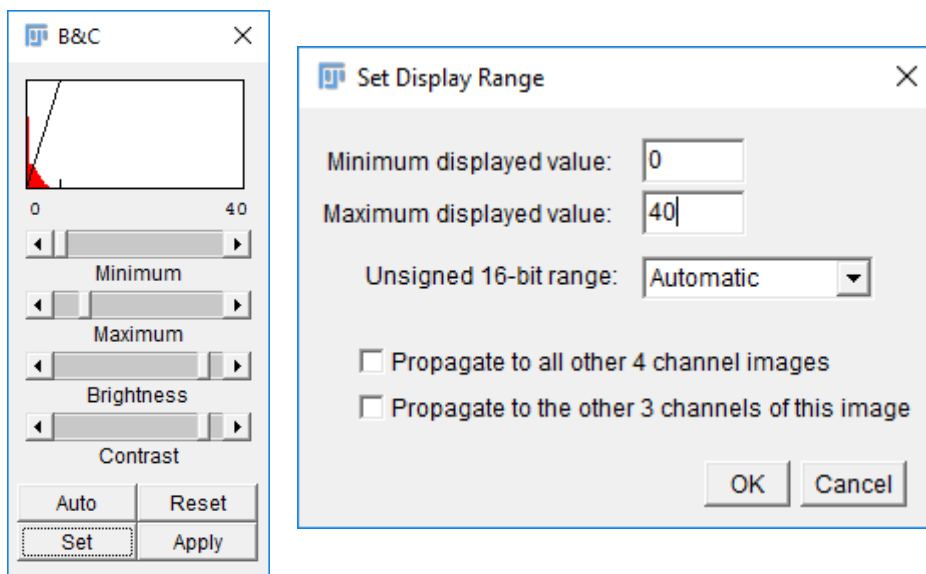 B&C
0 40
Minimum
Maximum
Brightness
Contrast
Auto Reset
Set Apply
Set Display Range
Minimum displayed value: 0
Maximum displayed value: 40
Unsigned 16-bit range: Automatic
Propagate to all other 4 channel images
Propagate to the other 3 channels of this image
OK Cancel